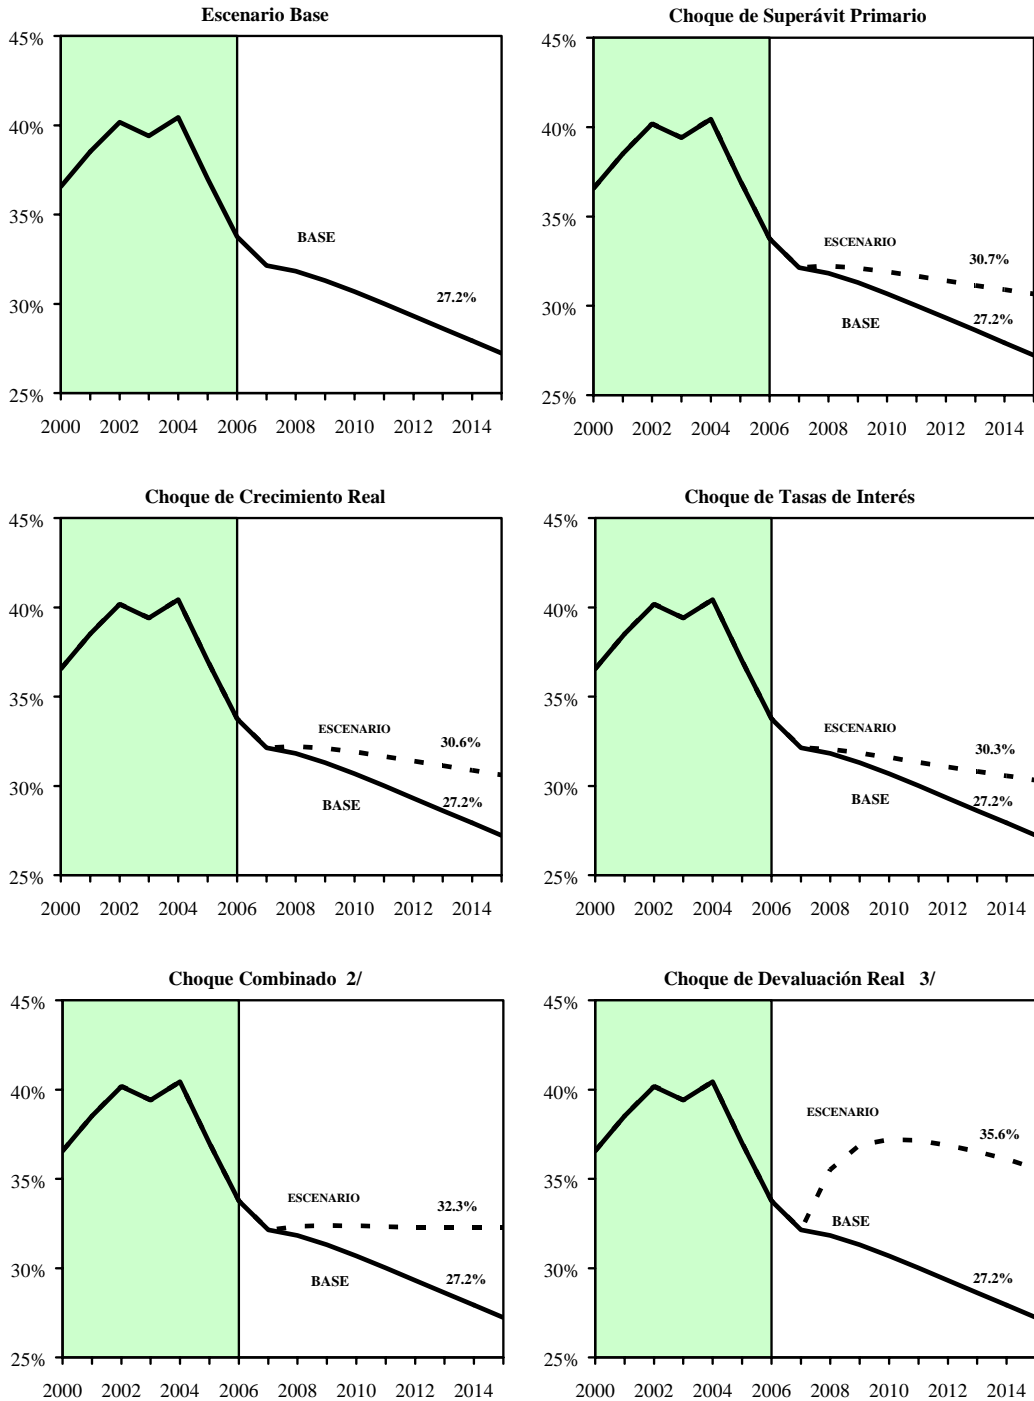 Escenario Base
45%
40%
35%
30%
25%
BASE
27.2%
2000 2002 2004 2006 2008 2010 2012 2014
Choque de Superávit Primario
45%
40%
35%
30%
25%
ESCENARIO
30.7%
27.2%
BASE
2000 2002 2004 2006 2008 2010 2012 2014
Choque de Crecimiento Real
45%
40%
35%
30%
25%
ESCENARIO
30.6%
27.2%
BASE
2000 2002 2004 2006 2008 2010 2012 2014
Choque de Tasas de Interés
45%
40%
35%
30%
25%
ESCENARIO
30.3%
27.2%
BASE
2000 2002 2004 2006 2008 2010 2012 2014
Choque Combinado 2/
45%
40%
35%
30%
25%
ESCENARIO
32.3%
27.2%
BASE
2000 2002 2004 2006 2008 2010 2012 2014
Choque de Devaluación Real 3/
45%
40%
35%
30%
25%
ESCENARIO
35.6%
BASE
27.2%
2000 2002 2004 2006 2008 2010 2012 2014